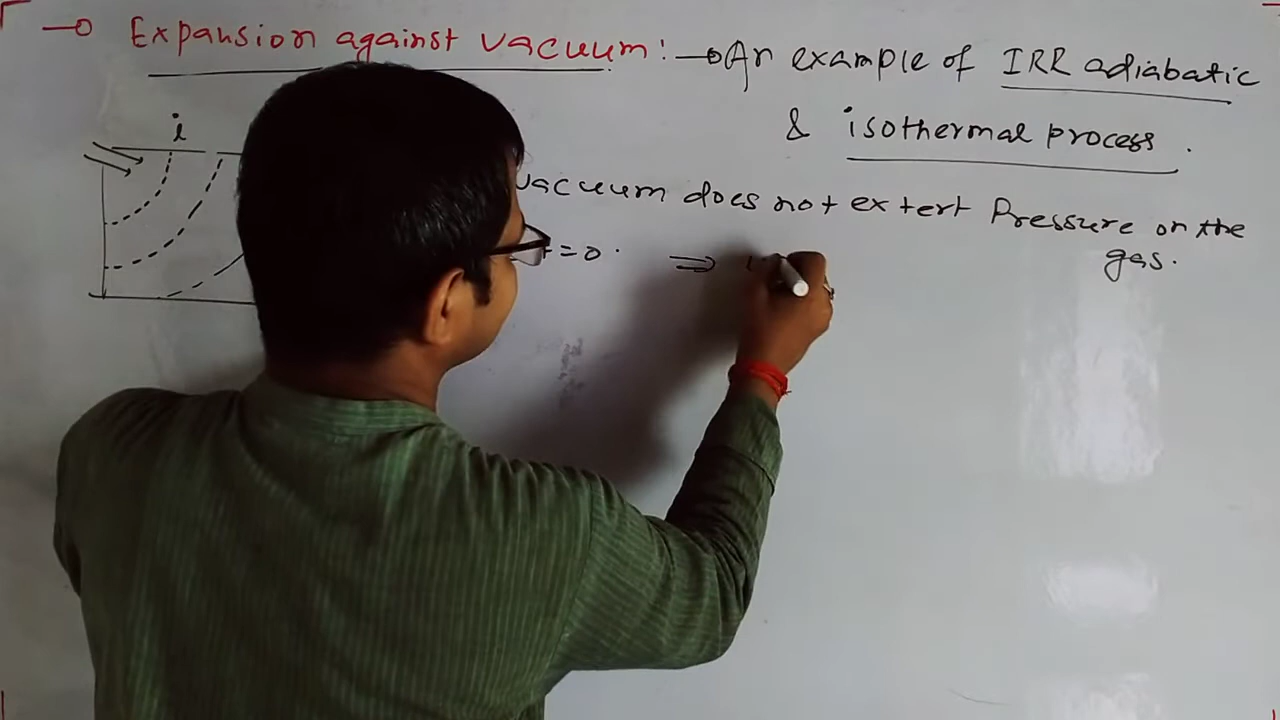 → Expansion against vacuum: → An example of IRR adiabatic
& isothermal process.
i
vacuum does not extert Pressure on the
gas.
= 0 . ⇒